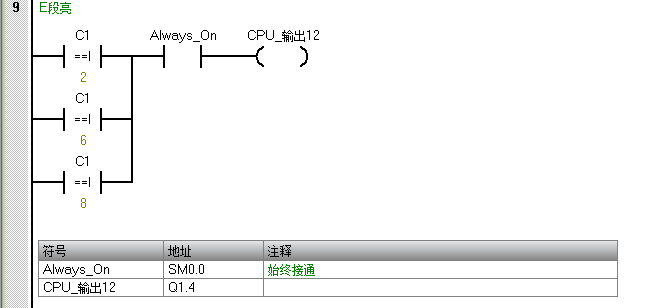 9 E段亮
C1 Always_On CPU_输出12
==I
2
C1
==I
6
C1
==I
8
符号 地址 注释
Always_On SM0.0 始终接通
CPU_输出12 Q1.4